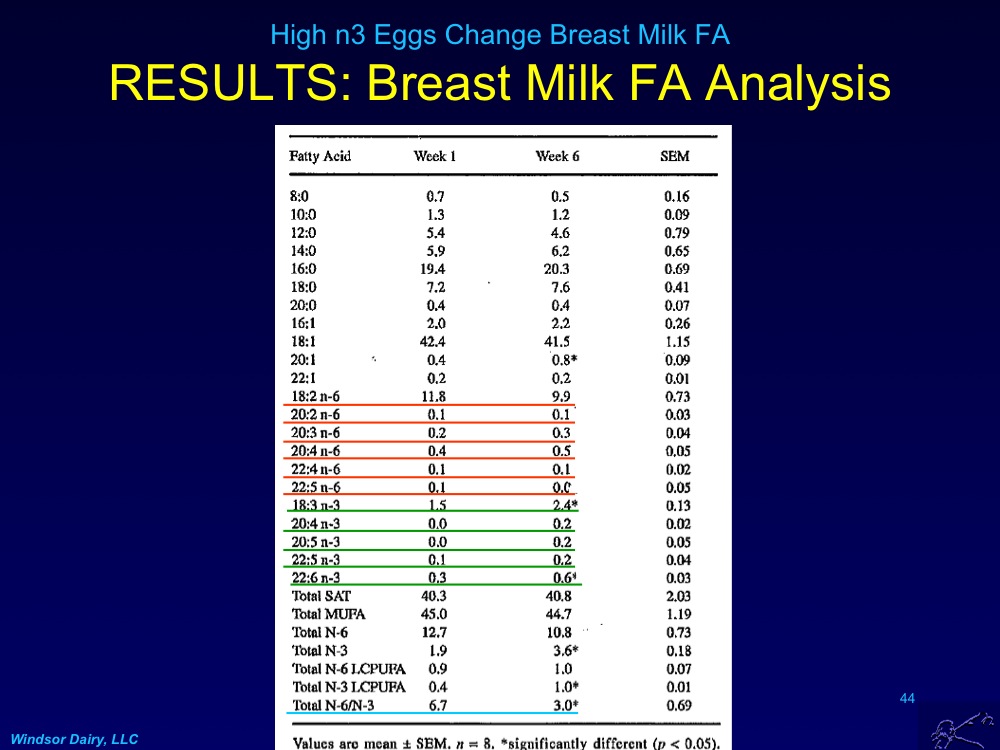 High n3 Eggs Change Breast Milk FA
RESULTS: Breast Milk FA Analysis
Fatty Acid Week 1 Week 6 SEM
8:0 0.7 0.5 0.16
10:0 1.3 1.2 0.09
12:0 5.4 4.6 0.79
14:0 5.9 6.2 0.65
16:0 19.4 20.3 0.69
18:0 7.2 7.6 0.41
20:0 0.4 0.4 0.07
16:1 2.0 2.2 0.26
18:1 42.4 41.5 1.15
20:1 0.4 0.8* 0.09
22:1 0.2 0.2 0.01
18:2 n-6 11.8 9.9 0.73
20:2 n-6 0.1 0.1 0.03
20:3 n-6 0.2 0.3 0.04
20:4 n-6 0.4 0.5 0.05
22:4 n-6 0.1 0.1 0.02
22:5 n-6 0.1 0.0 0.05
18:3 n-3 1.5 2.4* 0.13
20:4 n-3 0.0 0.2 0.02
20:5 n-3 0.0 0.2 0.05
22:5 n-3 0.1 0.2 0.04
22:6 n-3 0.3 0.6* 0.03
Total SAT 40.3 40.8 2.03
Total MUFA 45.0 44.7 1.19
Total N-6 12.7 10.8 0.73
Total N-3 1.9 3.6* 0.18
Total N-6 LCPUFA 0.9 1.0 0.07
Total N-3 LCPUFA 0.4 1.0* 0.01
Total N-6/N-3 6.7 3.0* 0.69
Values are mean ± SEM. n = 8. *significantly different (p < 0.05).
44
Windsor Dairy, LLC